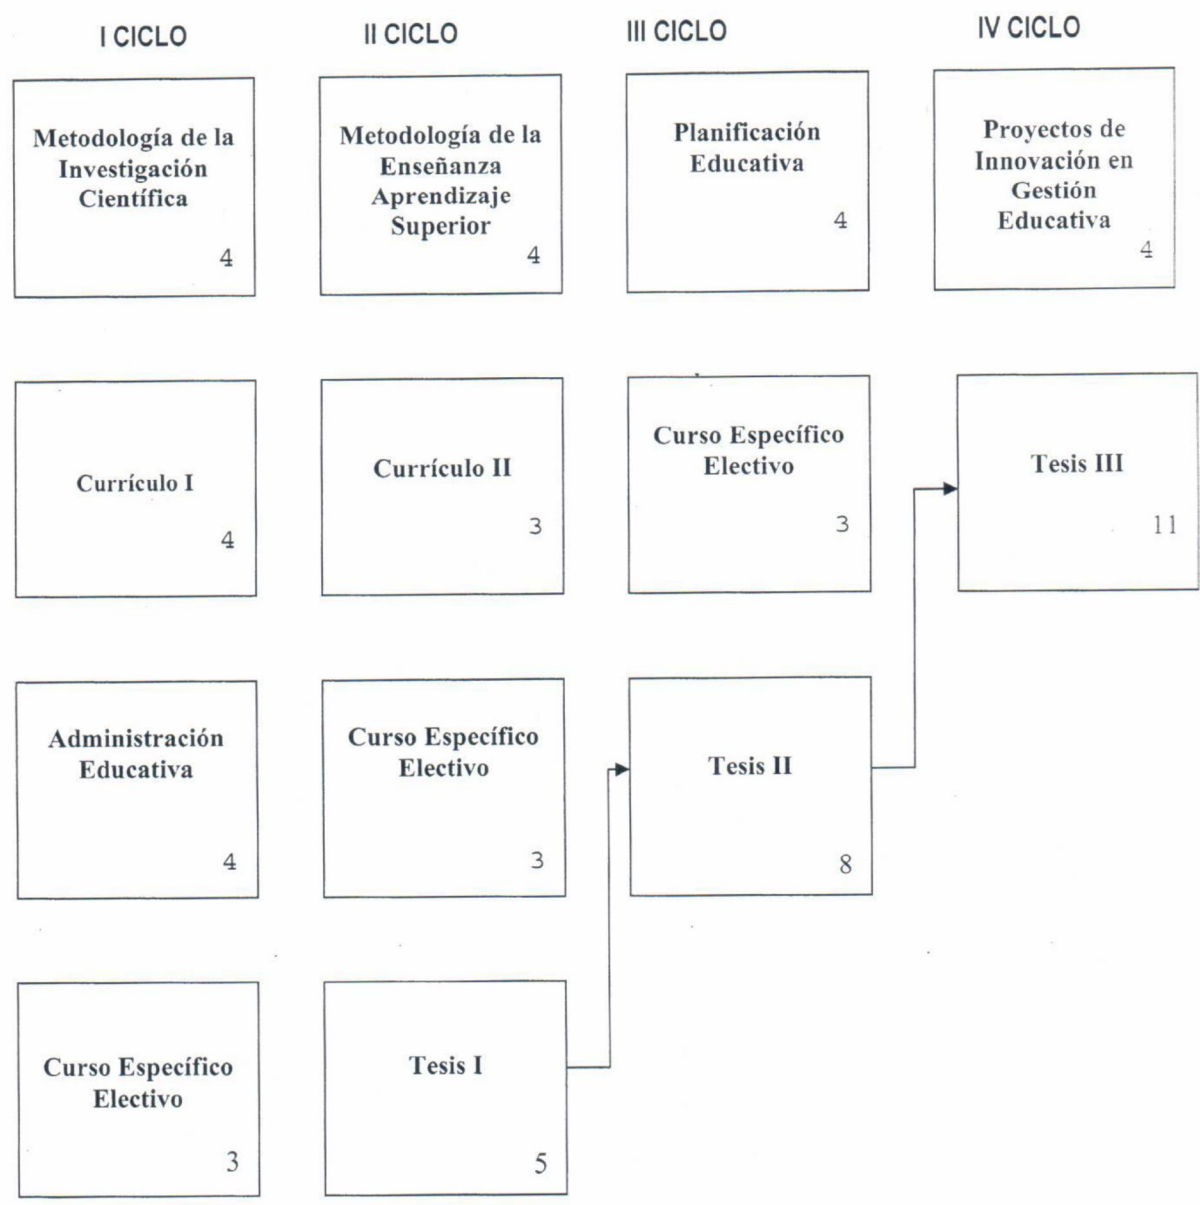 I CICLO
II CICLO
III CICLO
IV CICLO
Metodología de la
Investigación
Científica
4
Metodología de la
Enseñanza
Aprendizaje
Superior
4
Planificación
Educativa
4
Proyectos de
Innovación en
Gestión
Educativa
4
Currículo I
4
Currículo II
3
Curso Específico
Electivo
3
Tesis III
11
Administración
Educativa
4
Curso Específico
Electivo
3
Tesis II
8
Curso Específico
Electivo
3
Tesis I
5